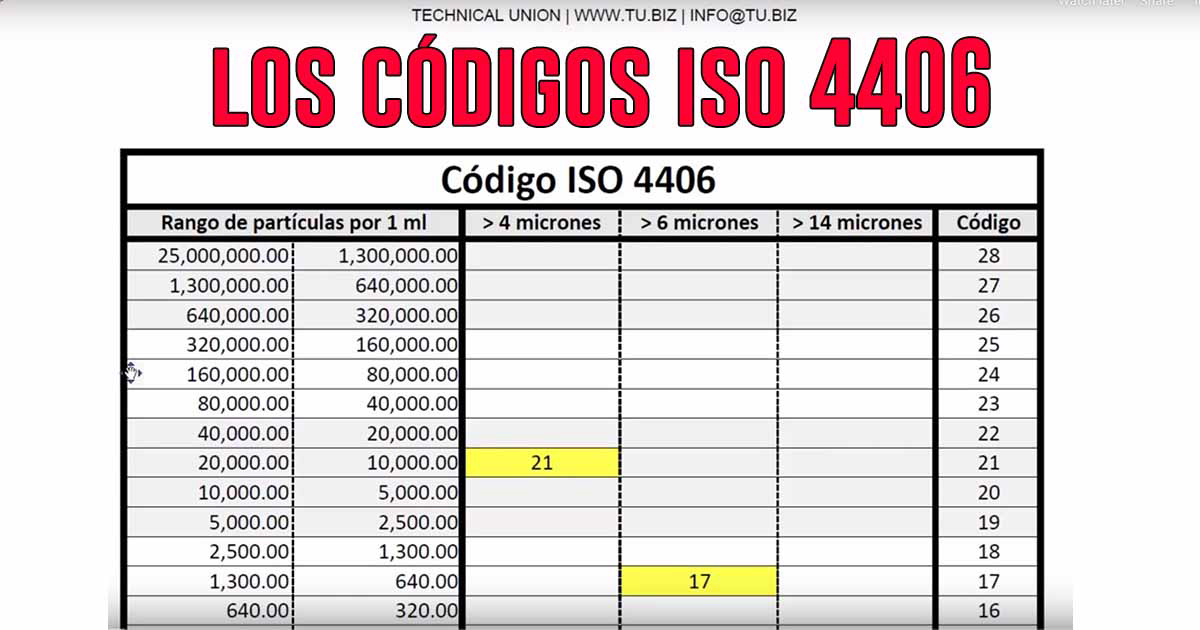 Watch later Share
TECHNICAL UNION | WWW.TU.BIZ | INFO@TU.BIZ
LOS CÓDIGOS ISO 4406
Código ISO 4406
Rango de partículas por 1 ml > 4 micrones > 6 micrones > 14 micrones Código
25,000,000.00 1,300,000.00 28
1,300,000.00 640,000.00 27
640,000.00 320,000.00 26
320,000.00 160,000.00 25
160,000.00 80,000.00 24
80,000.00 40,000.00 23
40,000.00 20,000.00 22
20,000.00 10,000.00 21 21
10,000.00 5,000.00 20
5,000.00 2,500.00 19
2,500.00 1,300.00 18
1,300.00 640.00 17 17
640.00 320.00 16